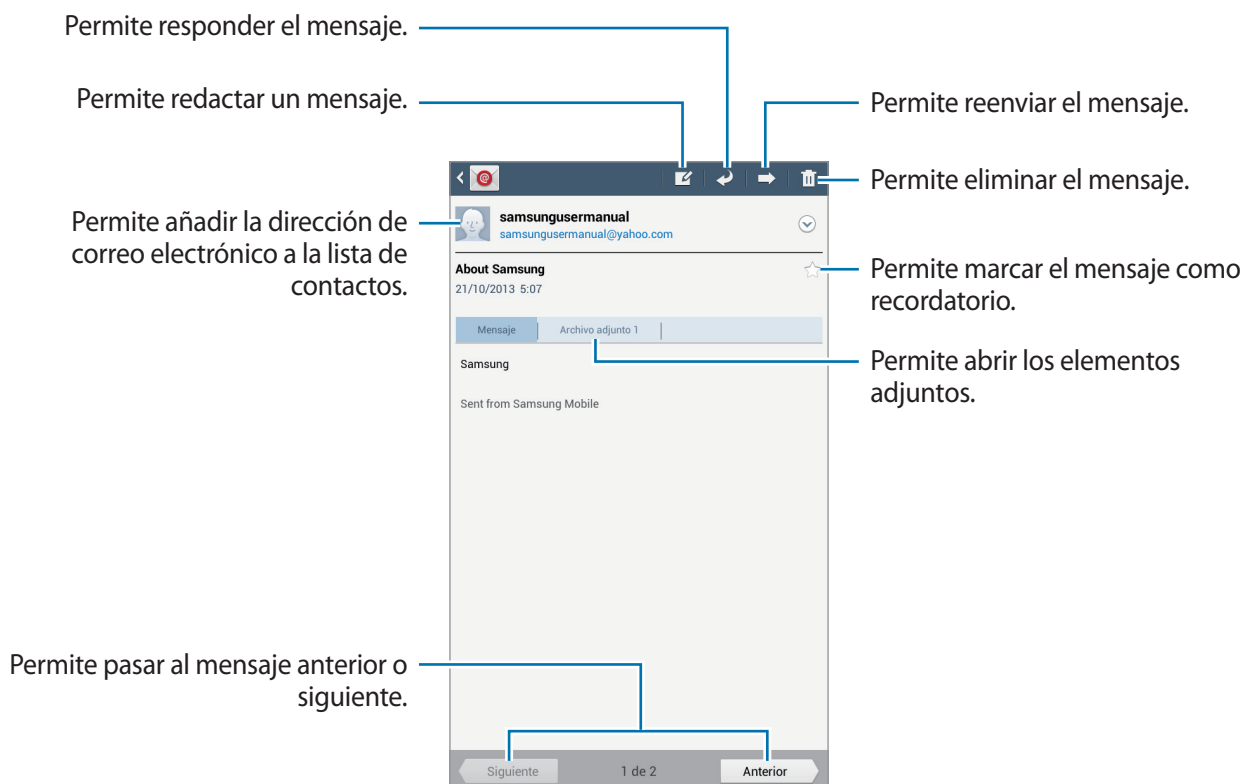 Permite responder el mensaje.
Permite redactar un mensaje.
Permite reenviar el mensaje.
Permite eliminar el mensaje.
Permite añadir la dirección de
correo electrónico a la lista de
contactos.
samsungusermanual
samsungusermanual@yahoo.com
About Samsung
21/10/2013 5:07
Permite marcar el mensaje como
recordatorio.
Mensaje
Archivo adjunto 1
Permite abrir los elementos
adjuntos.
Samsung
Sent from Samsung Mobile
Permite pasar al mensaje anterior o
siguiente.
Siguiente
1 de 2
Anterior